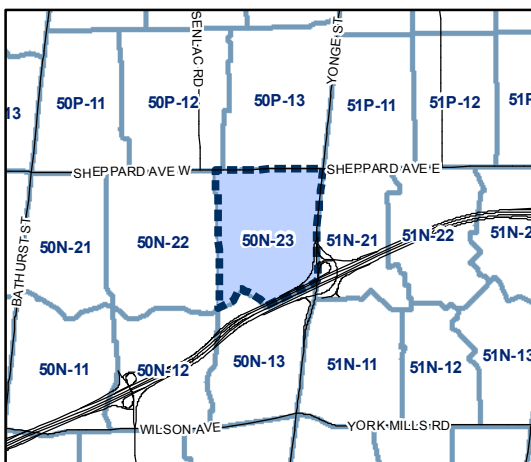 SENLAC RD
YONGE ST
13
50P-11
50P-12
50P-13
51P-11
51P-12
51P
SHEPPARD AVE W
SHEPPARD AVE E
BATHURST ST
50N-21
50N-22
50N-23
51N-21
51N-22
51N-2
50N-11
50N-12
50N-13
51N-11
51N-12
51N-13
WILSON AVE
YORK MILLS RD